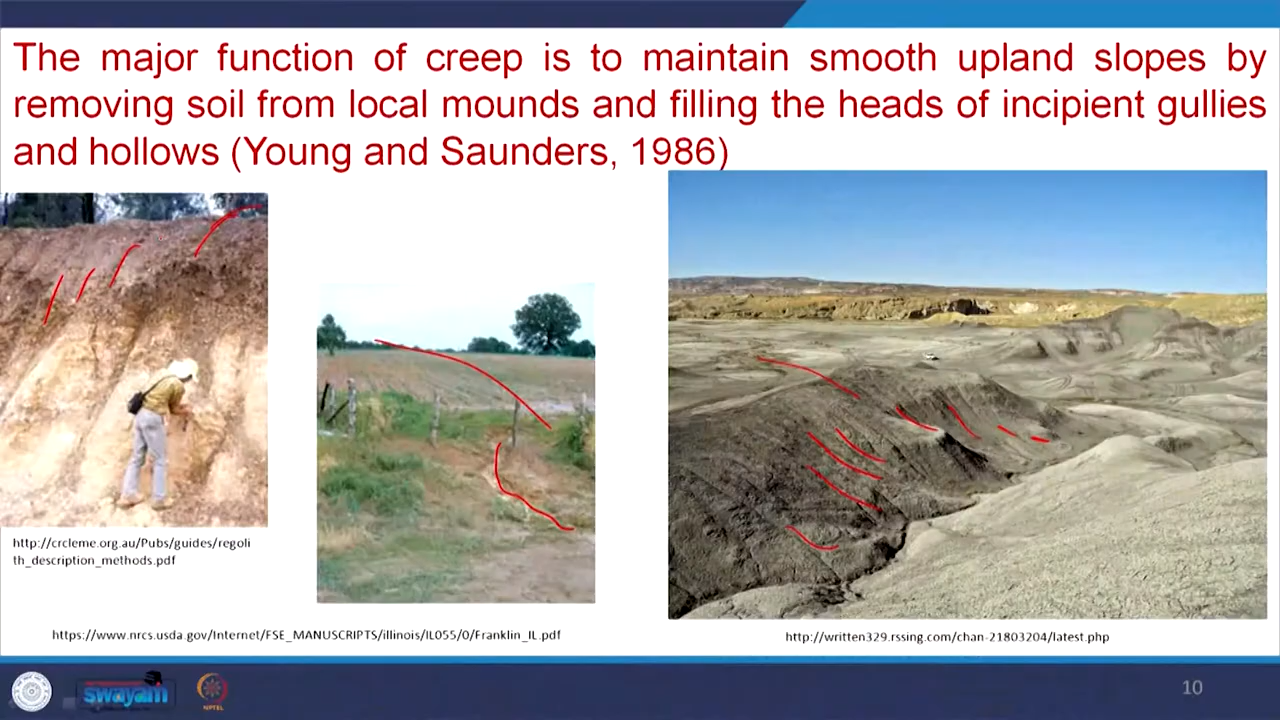 The major function of creep is to maintain smooth upland slopes by
removing soil from local mounds and filling the heads of incipient gullies
and hollows (Young and Saunders, 1986)
http://crcleme.org.au/Pubs/guides/regoli
th_description_methods.pdf
https://www.nrcs.usda.gov/Internet/FSE_MANUSCRIPTS/illinois/IL055/0/Franklin_IL.pdf
http://written329.rssing.com/chan-21803204/latest.php
swayam
NPTEL
10